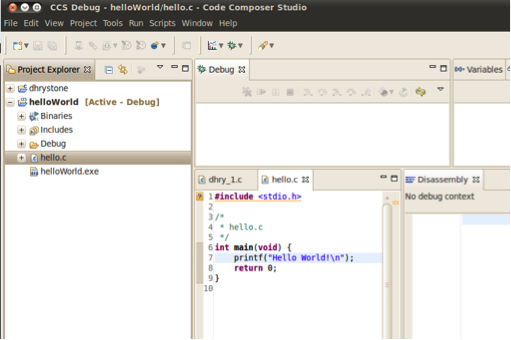 CCS Debug - helloWorld/hello.c - Code Composer Studio
File Edit View Project Tools Run Scripts Window Help
Project Explorer
dhrystone
helloWorld [Active - Debug]
Binaries
Includes
Debug
hello.c
helloWorld.exe
Debug
Variables
dhry_1.c hello.c
1 #include <stdio.h>
2
3 /*
4 * hello.c
5 */
6 int main(void) {
7 printf("Hello World!\n");
8 return 0;
9 }
10
Disassembly
No debug context